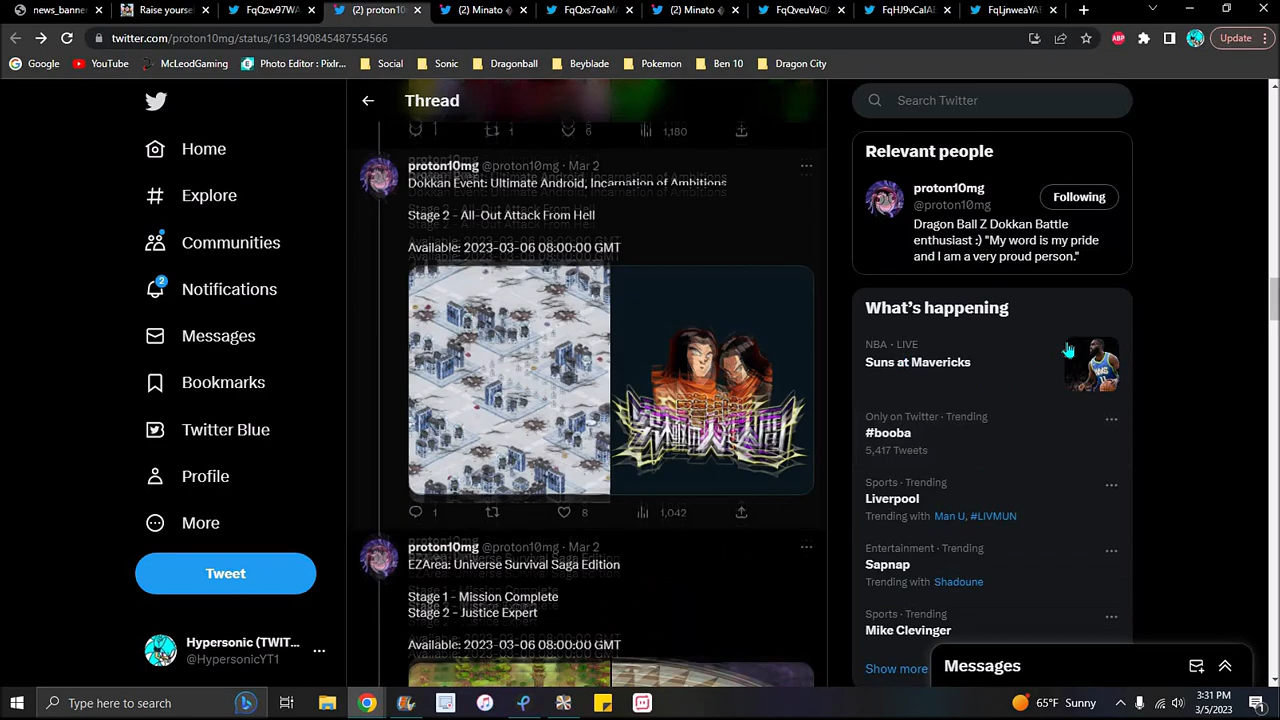 news_banner
Raise yourse
FqQzw97WA
(2) proton10
(2) Minato
FqQxs7oaM
(2) Minato
FqQveuVaQA
FqHJ9vCaIAE
FqLjnweaYAE
twitter.com/proton10mg/status/1631490845487554566
ABP
Update
Google
YouTube
McLeodGaming
Photo Editor : Pixlr...
Social
Sonic
Dragonball
Beyblade
Pokemon
Ben 10
Dragon City
Home
Explore
Communities
2
Notifications
Messages
Bookmarks
Twitter Blue
Profile
More
Tweet
Hypersonic (TWIT...
@HypersonicYT1
Thread
1
1
6
1,180
proton10mg @proton10mg · Mar 2
Dokkan Event: Ultimate Android, Incarnation of Ambitions
Stage 2 - All-Out Attack From Hell
Available: 2023-03-06 08:00:00 GMT
1
8
1,042
proton10mg @proton10mg · Mar 2
EZArea: Universe Survival Saga Edition
Stage 1 - Mission Complete
Stage 2 - Justice Expert
Available: 2023-03-06 08:00:00 GMT
Search Twitter
Relevant people
proton10mg
@proton10mg
Following
Dragon Ball Z Dokkan Battle
enthusiast :) "My word is my pride
and I am a very proud person."
What's happening
NBA · LIVE
Suns at Mavericks
Only on Twitter · Trending
#booba
5,417 Tweets
Sports · Trending
Liverpool
Trending with Man U, #LIVMUN
Entertainment · Trending
Sapnap
Trending with Shadoune
Sports · Trending
Mike Clevinger
Show more
Messages
Type here to search
65°F Sunny
3:31 PM
3/5/2023